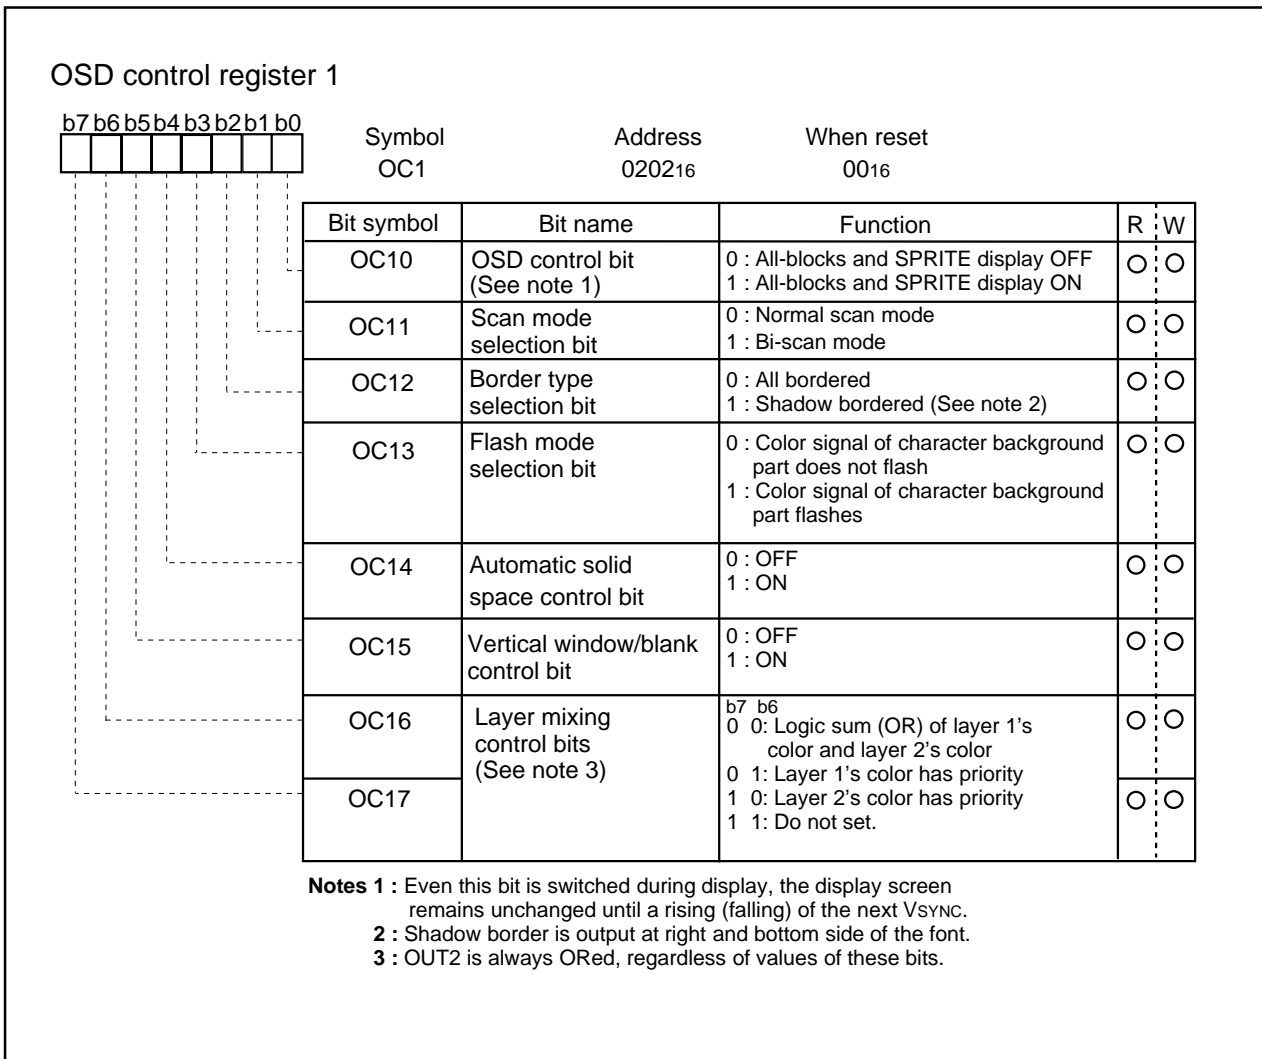 OSD control register 1
b7 b6 b5 b4 b3 b2 b1 b0
Symbol Address When reset
OC1 020216 0016
Bit symbol Bit name Function R W
OC10 OSD control bit (See note 1) 0 : All-blocks and SPRITE display OFF
1 : All-blocks and SPRITE display ON
OC11 Scan mode selection bit 0 : Normal scan mode
1 : Bi-scan mode
OC12 Border type selection bit 0 : All bordered
1 : Shadow bordered (See note 2)
OC13 Flash mode selection bit 0 : Color signal of character background
part does not flash
1 : Color signal of character background
part flashes
OC14 Automatic solid space control bit 0 : OFF
1 : ON
OC15 Vertical window/blank control bit 0 : OFF
1 : ON
OC16 Layer mixing control bits (See note 3) b7 b6
0 0: Logic sum (OR) of layer 1's
color and layer 2's color
0 1: Layer 1's color has priority
OC17 1 0: Layer 2's color has priority
1 1: Do not set.
Notes 1 : Even this bit is switched during display, the display screen
remains unchanged until a rising (falling) of the next VSYNC.
2 : Shadow border is output at right and bottom side of the font.
3 : OUT2 is always ORed, regardless of values of these bits.